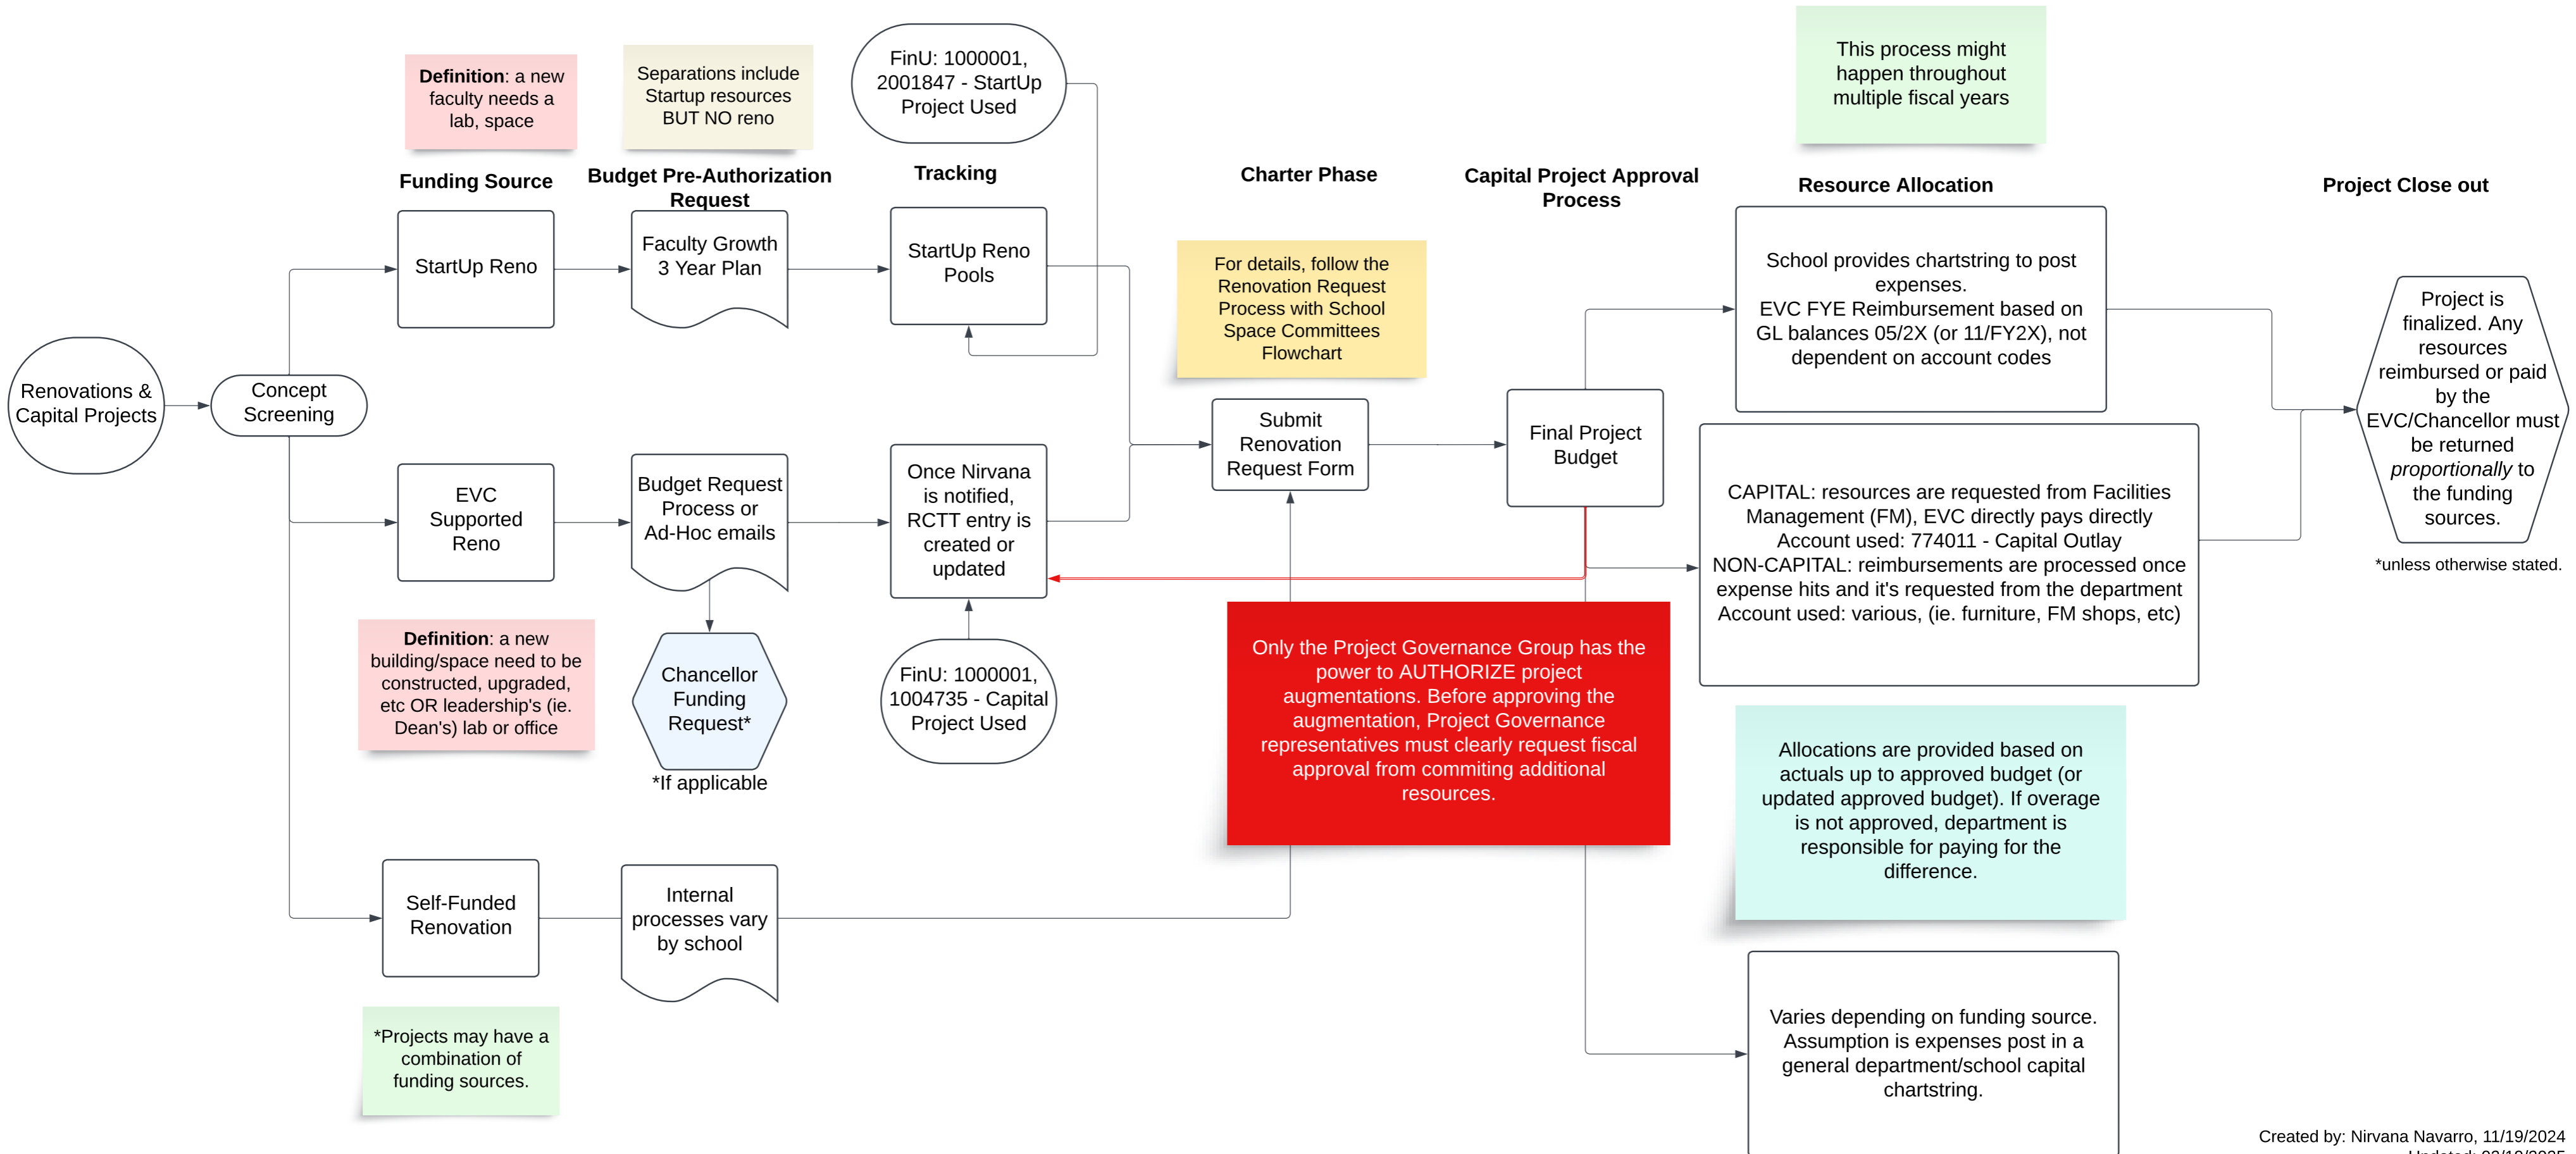 Definition: a new
faculty needs a
lab, space
Separations include
Startup resources
BUT NO reno
FinU: 1000001,
2001847 - StartUp
Project Used
This process might
happen throughout
multiple fiscal years
Funding Source
Budget Pre-Authorization
Request
Tracking
Charter Phase
Capital Project Approval
Process
Resource Allocation
Project Close out
StartUp Reno
Faculty Growth
3 Year Plan
StartUp Reno
Pools
For details, follow the
Renovation Request
Process with School
Space Committees
Flowchart
School provides chartstring to post
expenses.
EVC FYE Reimbursement based on
GL balances 05/2X (or 11/FY2X), not
dependent on account codes
Project is
finalized. Any
resources
reimbursed or paid
by the
EVC/Chancellor must
be returned
proportionally to
the funding
sources.
*unless otherwise stated.
Renovations &
Capital Projects
Concept
Screening
Submit
Renovation
Request Form
Final Project
Budget
EVC
Supported
Reno
Budget Request
Process or
Ad-Hoc emails
Once Nirvana
is notified,
RCTT entry is
created or
updated
CAPITAL: resources are requested from Facilities
Management (FM), EVC directly pays directly
Account used: 774011 - Capital Outlay
NON-CAPITAL: reimbursements are processed once
expense hits and it's requested from the department
Account used: various, (ie. furniture, FM shops, etc)
Definition: a new
building/space need to be
constructed, upgraded,
etc OR leadership's (ie.
Dean's) lab or office
Chancellor
Funding
Request*
*If applicable
FinU: 1000001,
1004735 - Capital
Project Used
Only the Project Governance Group has the
power to AUTHORIZE project
augmentations. Before approving the
augmentation, Project Governance
representatives must clearly request fiscal
approval from commiting additional
resources.
Allocations are provided based on
actuals up to approved budget (or
updated approved budget). If overage
is not approved, department is
responsible for paying for the
difference.
Self-Funded
Renovation
Internal
processes vary
by school
*Projects may have a
combination of
funding sources.
Varies depending on funding source.
Assumption is expenses post in a
general department/school capital
chartstring.
Created by: Nirvana Navarro, 11/19/2024